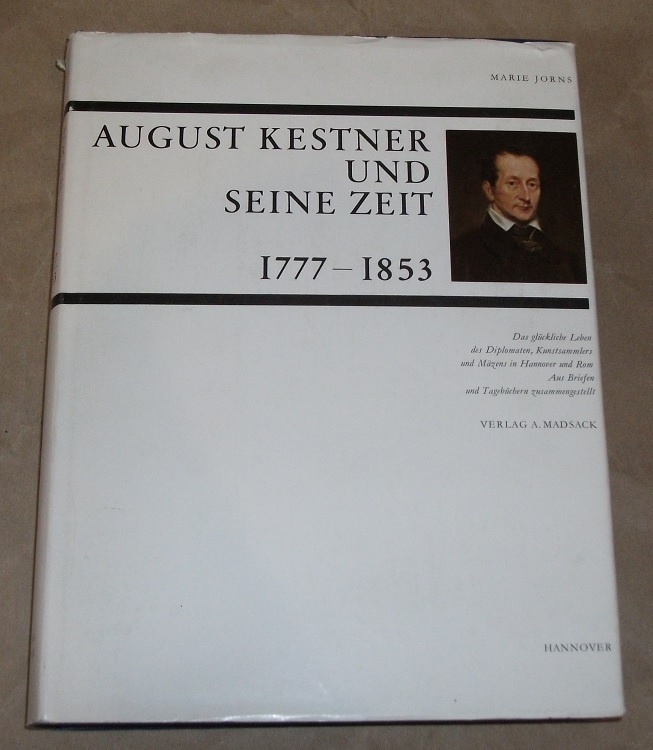 MARIE JORNS
AUGUST KESTNER
UND
SEINE ZEIT
1777 – 1853
Das glückliche Leben
des Diplomaten, Kunstsammlers
und Mäzens in Hannover und Rom
Aus Briefen
und Tagebüchern zusammengestellt
VERLAG A. MADSACK
HANNOVER